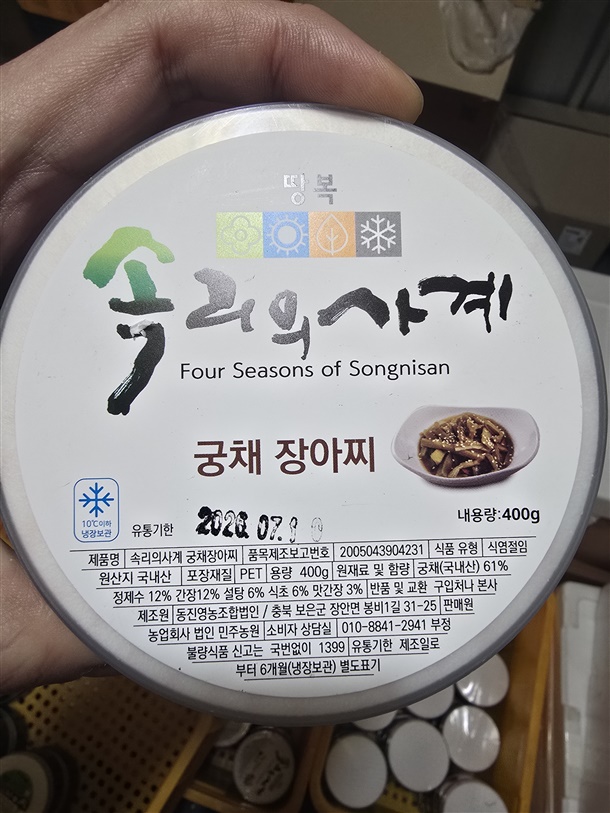 땅복
속리의사계
Four Seasons of Songnisan
궁채 장아찌
10℃이하
냉장보관
유통기한 2026.07.
내용량:400g
제품명 속리의사계 궁채장아찌 품목제조보고번호 2005043904231 식품 유형 식염절임
원산지 국내산 포장재질 PET 용량 400g 원재료 및 함량 궁채(국내산) 61%
정제수 12% 간장12% 설탕 6% 식초 6% 맛간장 3% 반품 및 교환 구입처나 본사
제조원 동진영농조합법인 / 충북 보은군 장안면 봉비1길 31-25 판매원
농업회사 법인 민주농원 소비자 상담실 010-8841-2941 부정
불량식품 신고는 국번없이 1399 유통기한 제조일로
부터 6개월(냉장보관) 별도표기